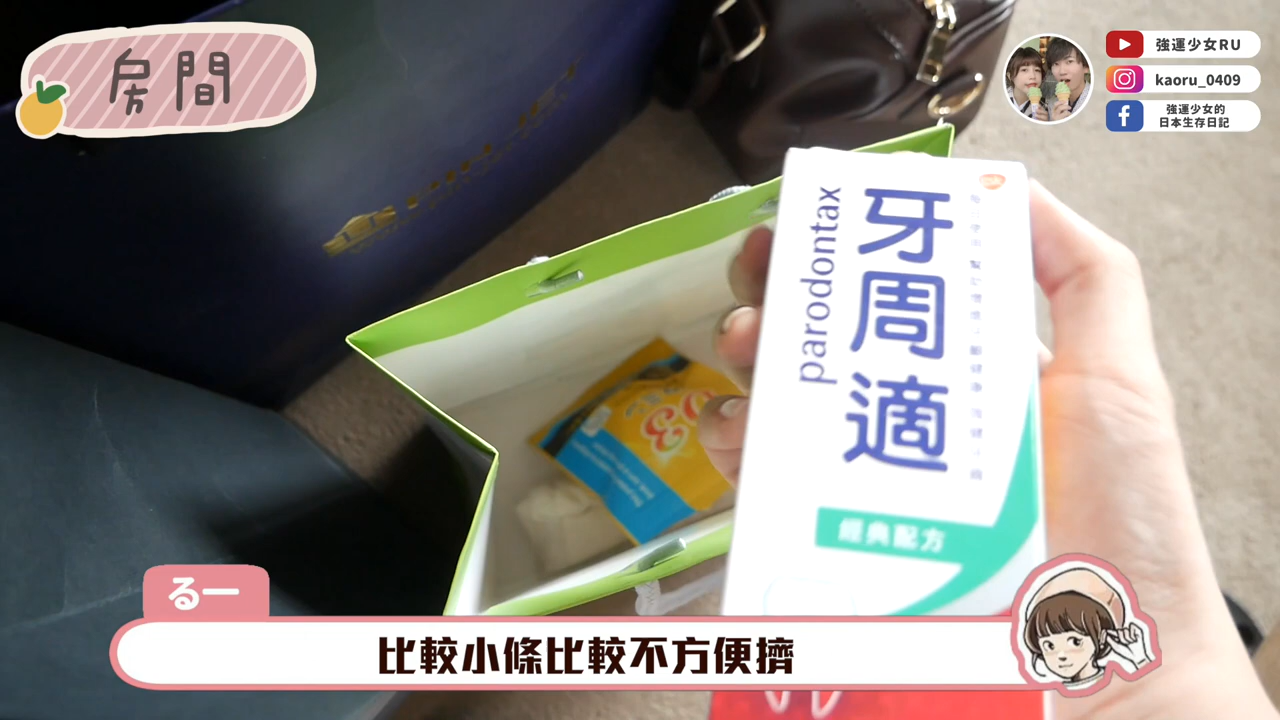 房間
強運少女RU
kaoru_0409
強運少女的
日本生存日記
牙周適
parodontax
經典配方
るー
比較小條比較不方便擠